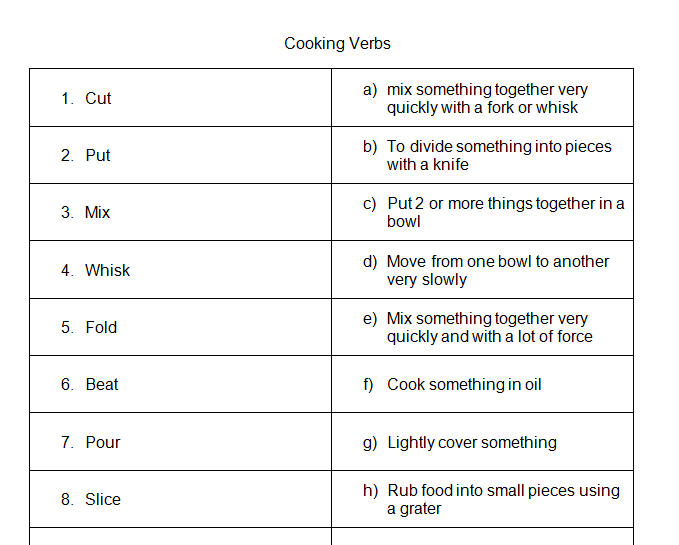 Cooking Verbs
1. Cut
a) mix something together very
quickly with a fork or whisk
2. Put
b) To divide something into pieces
with a knife
3. Mix
c) Put 2 or more things together in a
bowl
4. Whisk
d) Move from one bowl to another
very slowly
5. Fold
e) Mix something together very
quickly and with a lot of force
6. Beat
f) Cook something in oil
7. Pour
g) Lightly cover something
8. Slice
h) Rub food into small pieces using
a grater